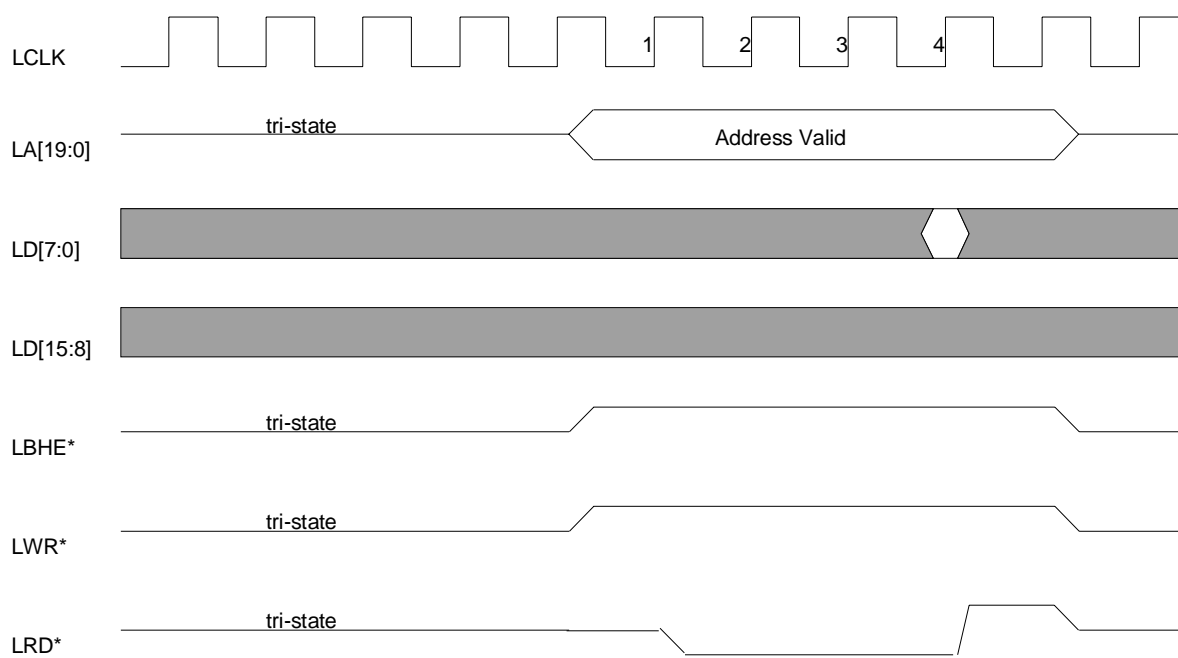 LCLK
1 2 3 4
LA[19:0]
tri-state
Address Valid
LD[7:0]
LD[15:8]
LBHE*
tri-state
LWR*
tri-state
LRD*
tri-state